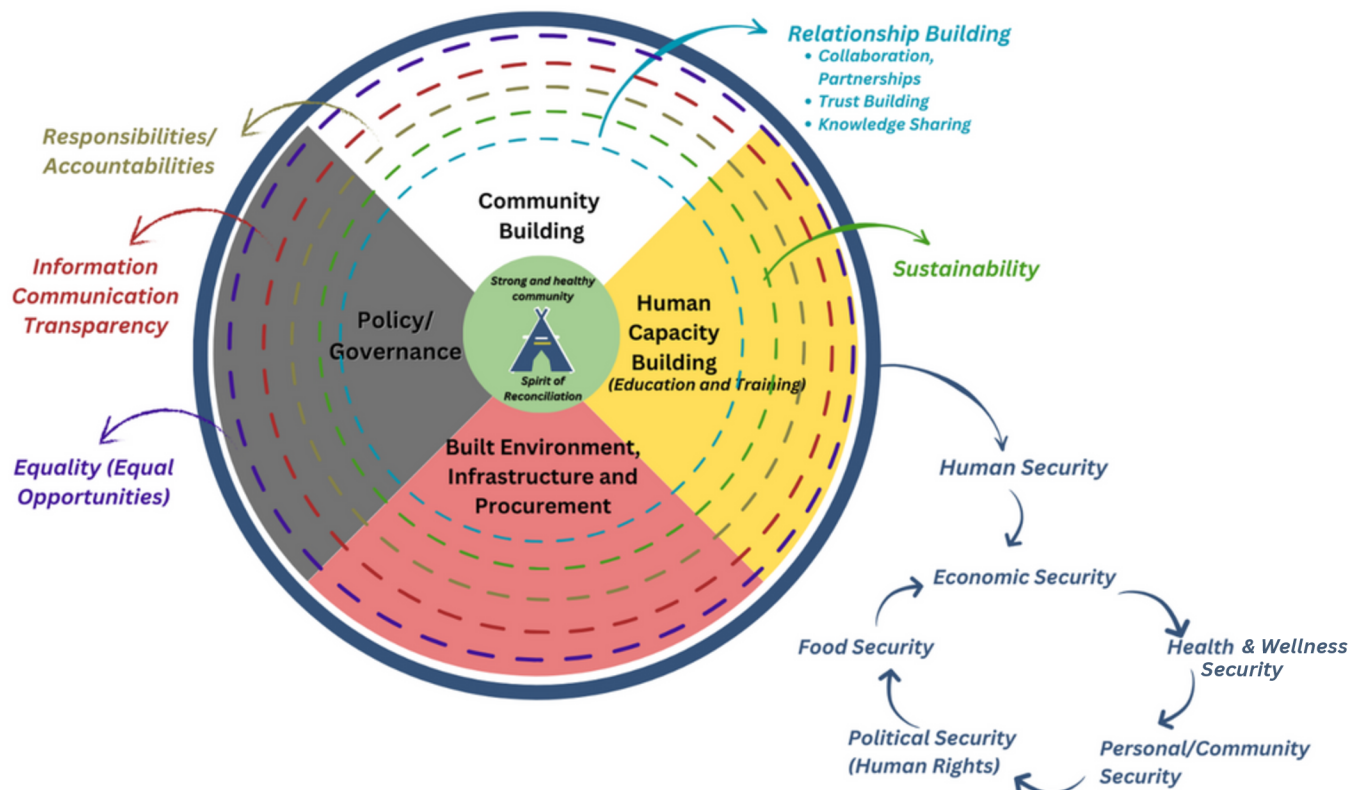 Relationship Building
• Collaboration,
Partnerships
• Trust Building
• Knowledge Sharing
Responsibilities/
Accountabilities
Information
Communication
Transparency
Equality (Equal
Opportunities)
Community
Building
Strong and healthy
community
Spirit of
Reconciliation
Policy/
Governance
Human
Capacity
Building
(Education and Training)
Built Environment,
Infrastructure and
Procurement
Sustainability
Human Security
Economic Security
Health & Wellness
Security
Personal/Community
Security
Political Security
(Human Rights)
Food Security